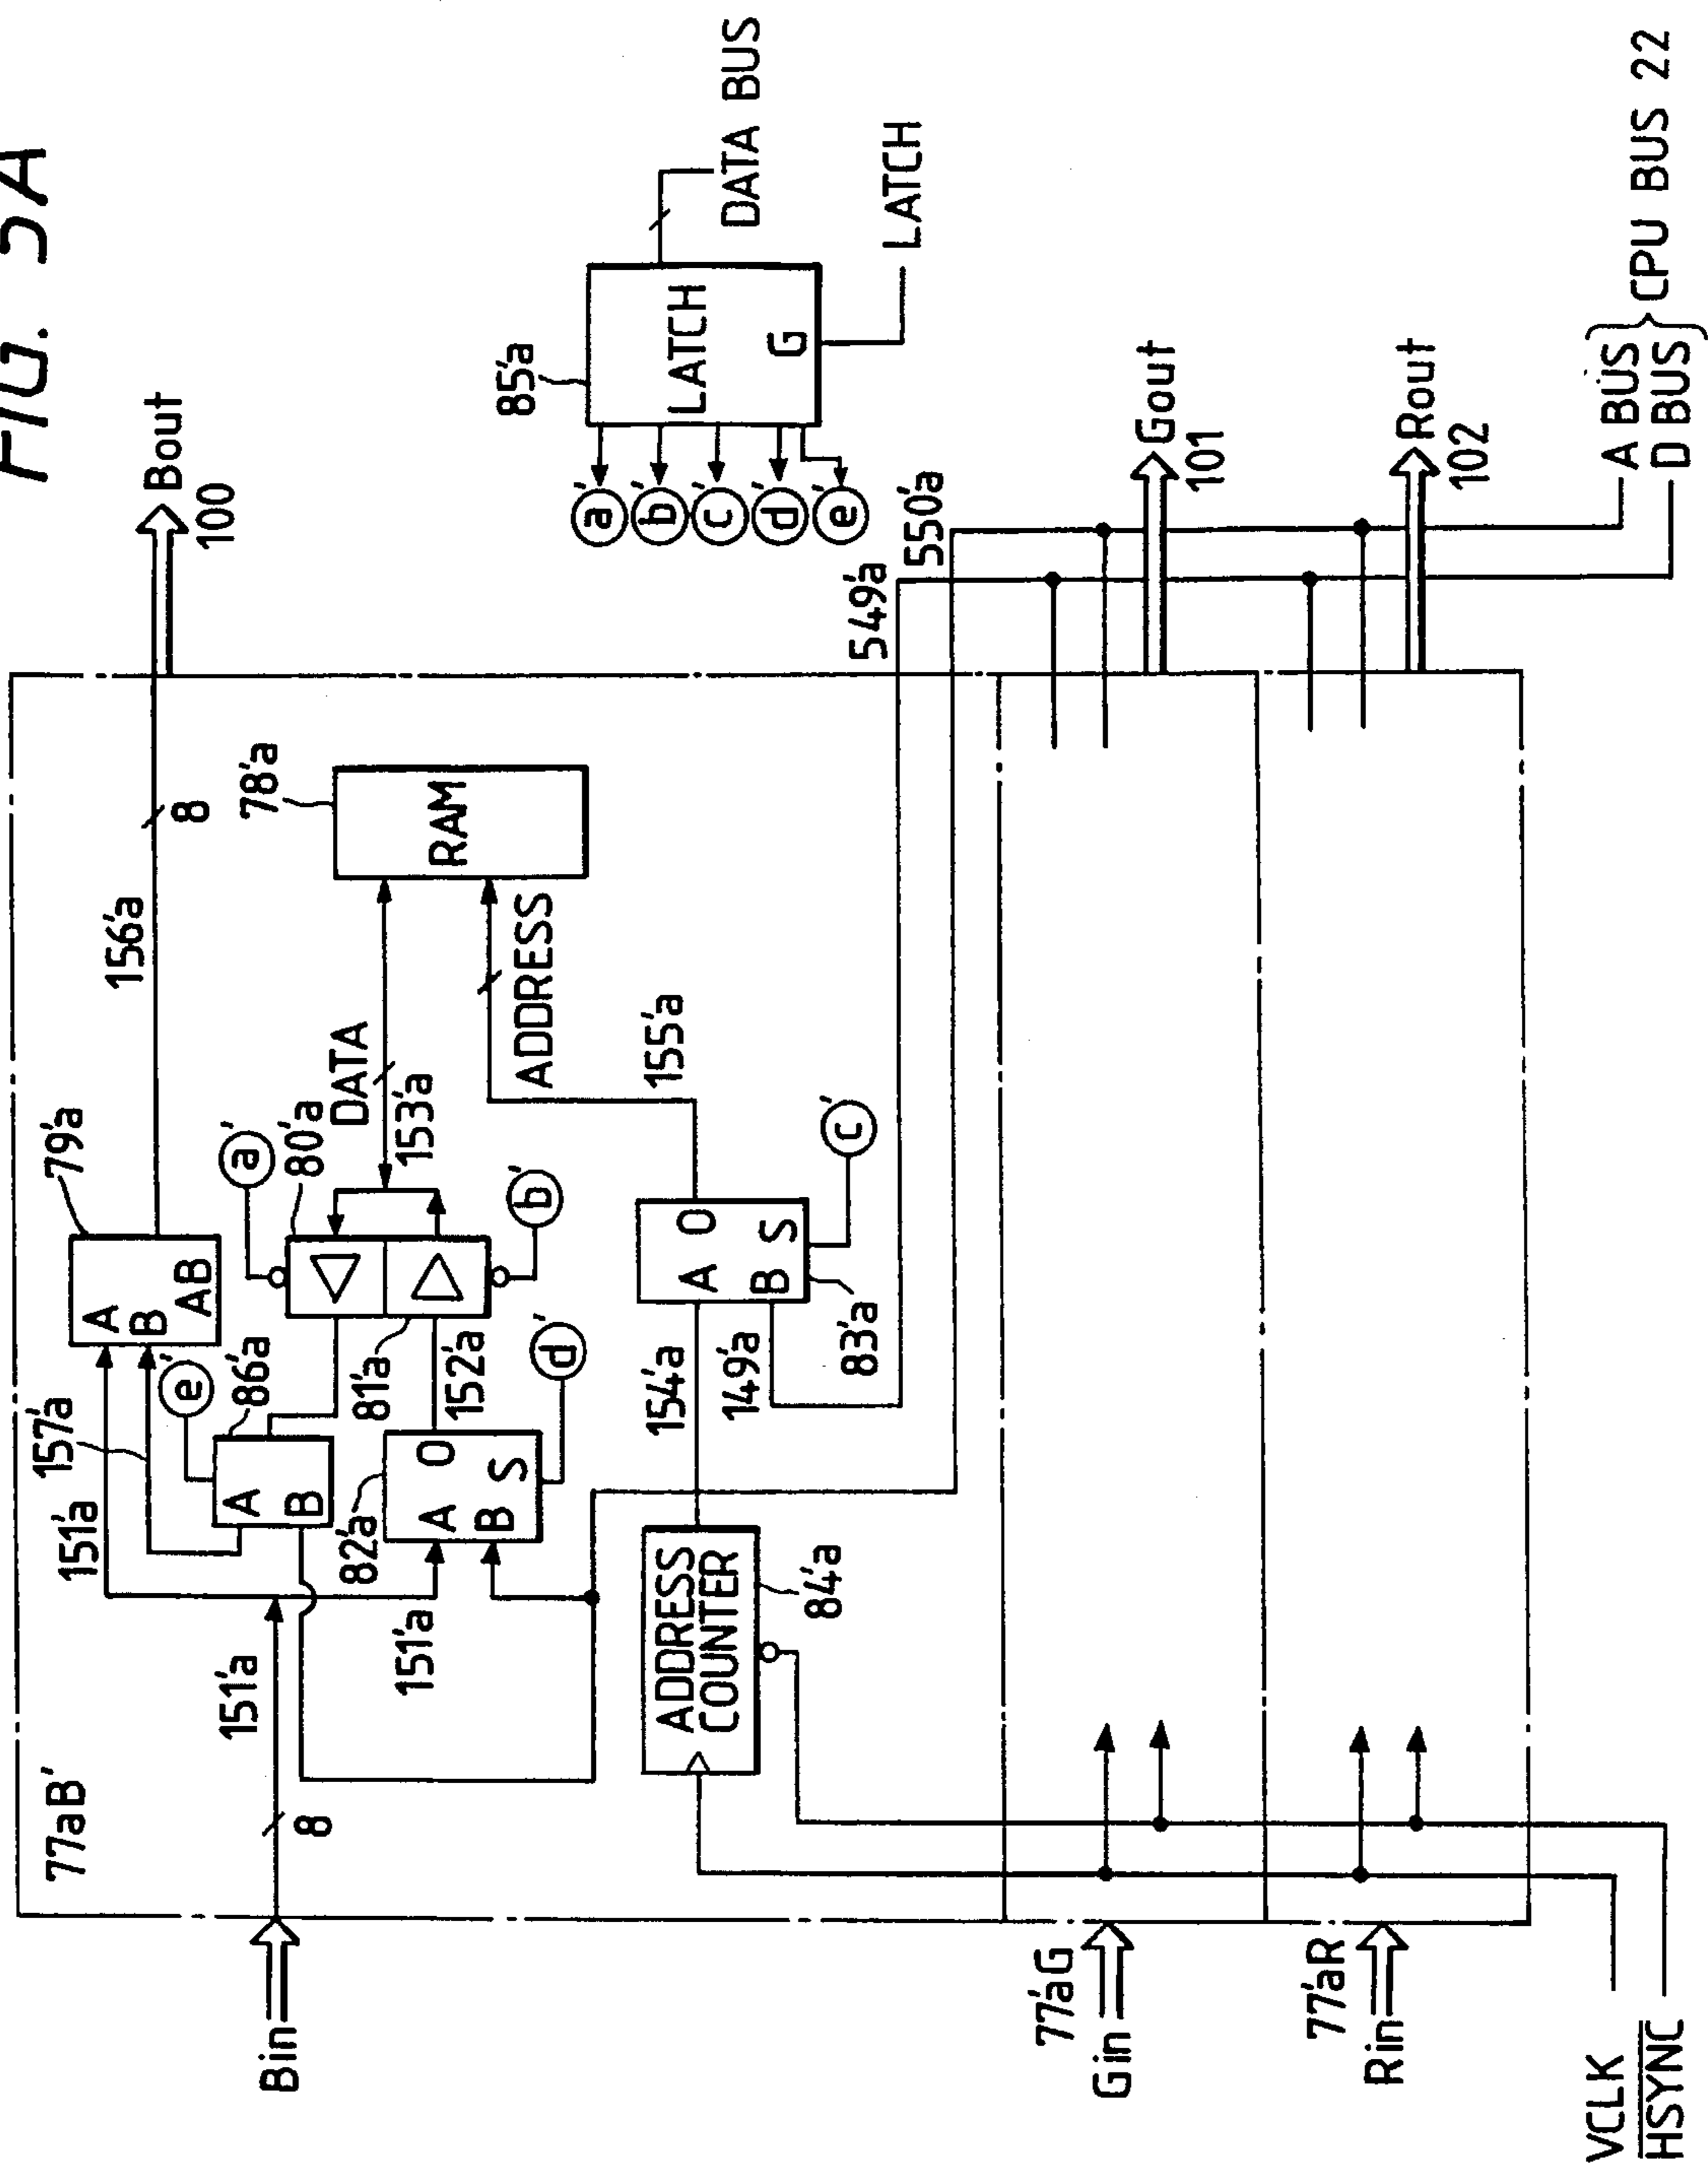 FIG. 5A
77aB'
Bin
8
151'a
151'a
151'a
157'a
e'
A
B
86'a
79'a
A
B
AB
156'a
8
Bout
100
82'a
A
B
O
S
d'
81'a
152'a
a'
80'a
b'
DATA
153'a
78'a
RAM
ADDRESS
155'a
ADDRESS
COUNTER
84'a
154'a
149'a
A
B
O
S
83'a
c'
85'a
LATCH
G
DATA BUS
LATCH
a'
b'
c'
d'
e'
549'a
550'a
77'aG
Gin
Gout
101
77'aR
Rin
Rout
102
VCLK
HSYNC
A BUS
D BUS
CPU BUS 22